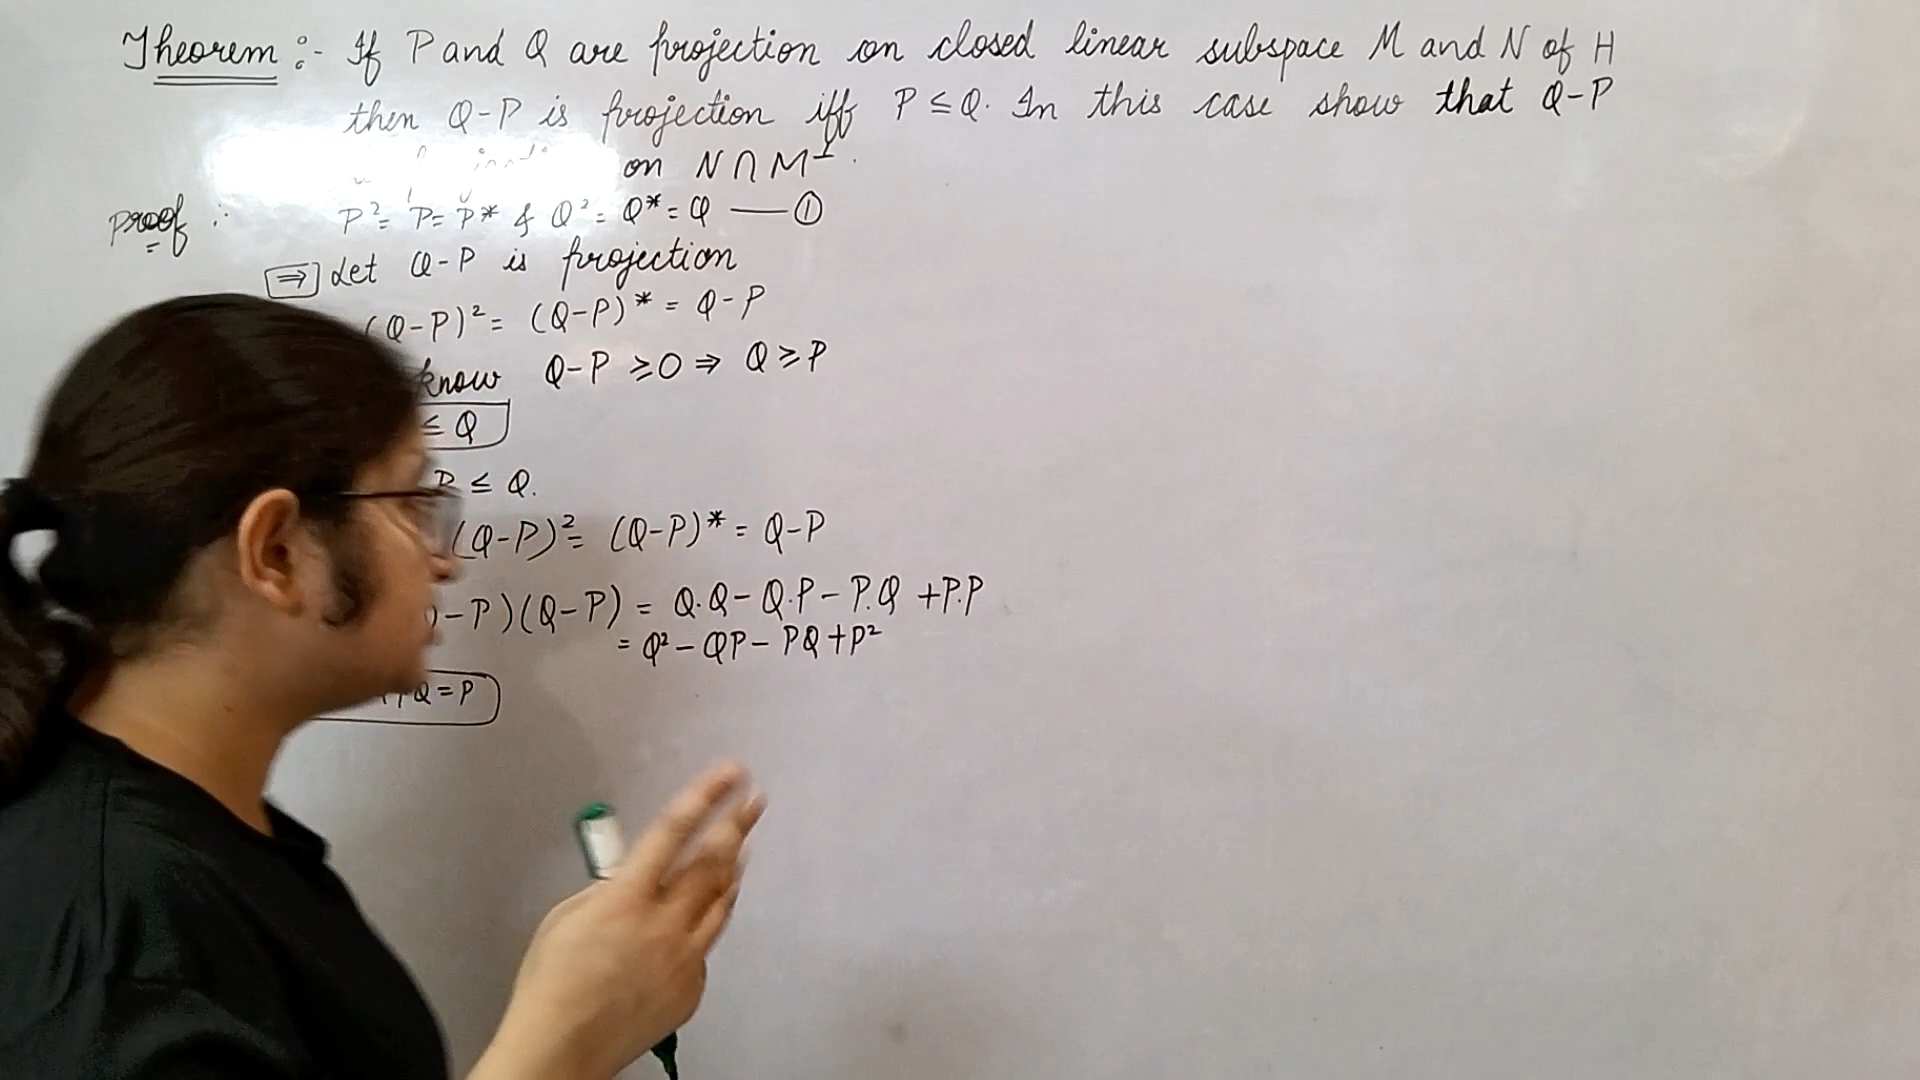 Theorem :- If P and Q are projection on closed linear subspace M and N of H
then Q-P is projection iff P ≤ Q. In this case show that Q-P
on N ∩ M⊥.
Proof : P² = P = P* & Q² = Q* = Q —— ①
⇒ Let Q-P is projection
(Q-P)² = (Q-P)* = Q-P
know Q-P ≥ 0 ⇒ Q ≥ P
≤ Q
P ≤ Q.
(Q-P)² = (Q-P)* = Q-P
-P)(Q-P) = Q.Q - Q.P - P.Q + P.P
= Q² - QP - PQ + P²
Q = P